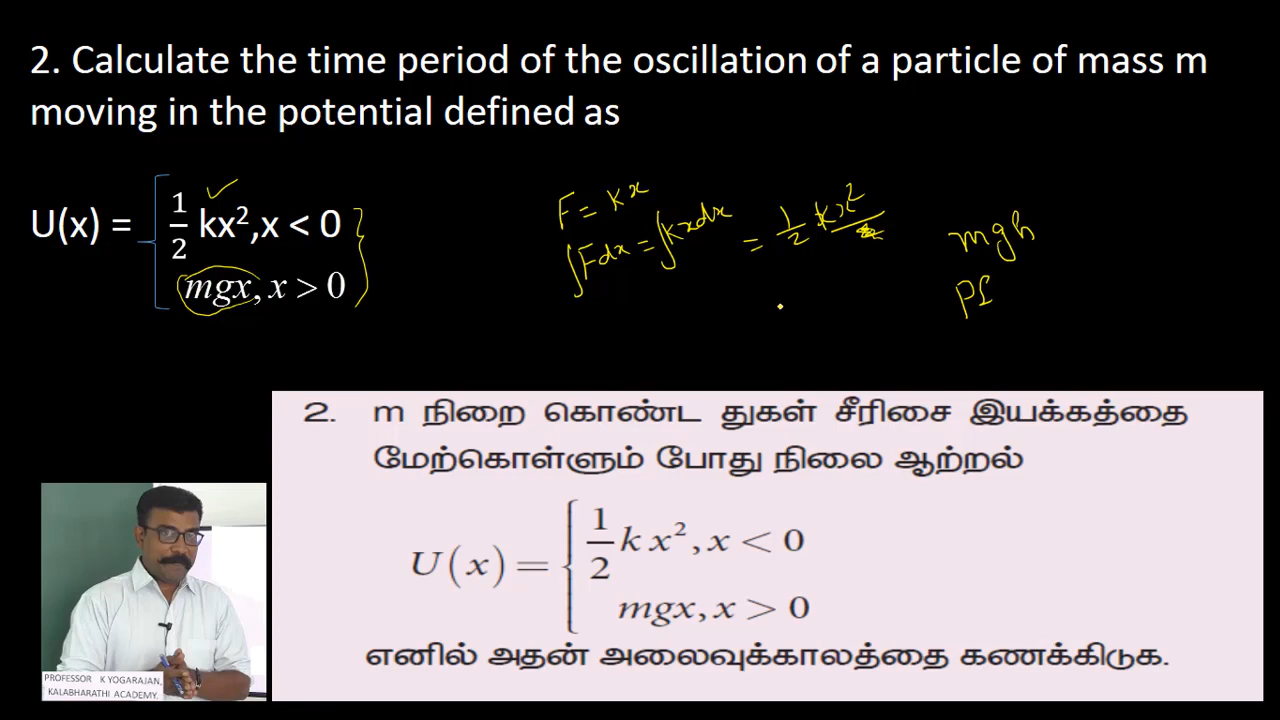 2. Calculate the time period of the oscillation of a particle of mass m
moving in the potential defined as
U(x) = { 1/2 kx², x < 0
mgx, x > 0
F = kx
∫Fdx = ∫kxdx = 1/2 kx²
mgh
2. m நிறை கொண்ட துகள் சீரிசை இயக்கத்தை
மேற்கொள்ளும் போது நிலை ஆற்றல்
U(x) = { 1/2 k x², x < 0
mgx, x > 0
எனில் அதன் அலைவுக்காலத்தை கணக்கிடுக.
PROFESSOR K YOGARAJAN,
KALABHARATHI ACADEMY.